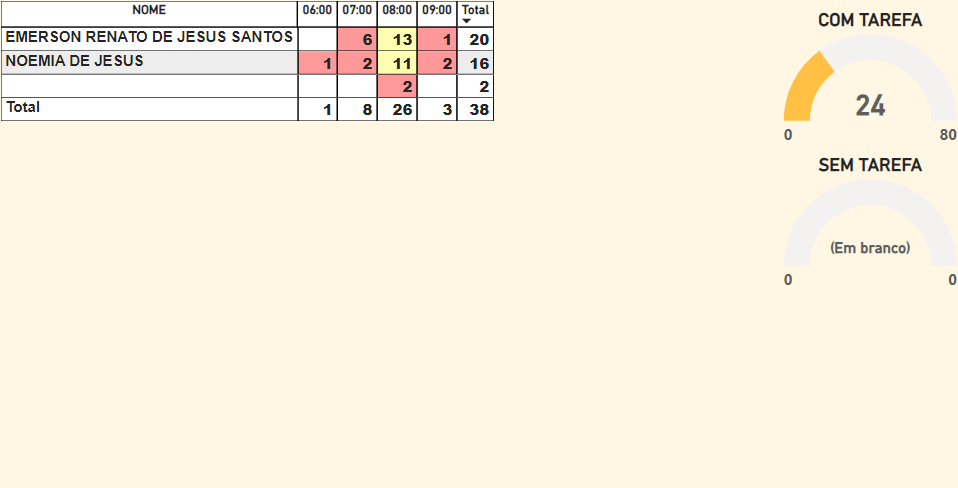 NOME 06:00 07:00 08:00 09:00 Total
EMERSON RENATO DE JESUS SANTOS 6 13 1 20
NOEMIA DE JESUS 1 2 11 2 16
2 2
Total 1 8 26 3 38
COM TAREFA
24
0 80
SEM TAREFA
(Em branco)
0 0